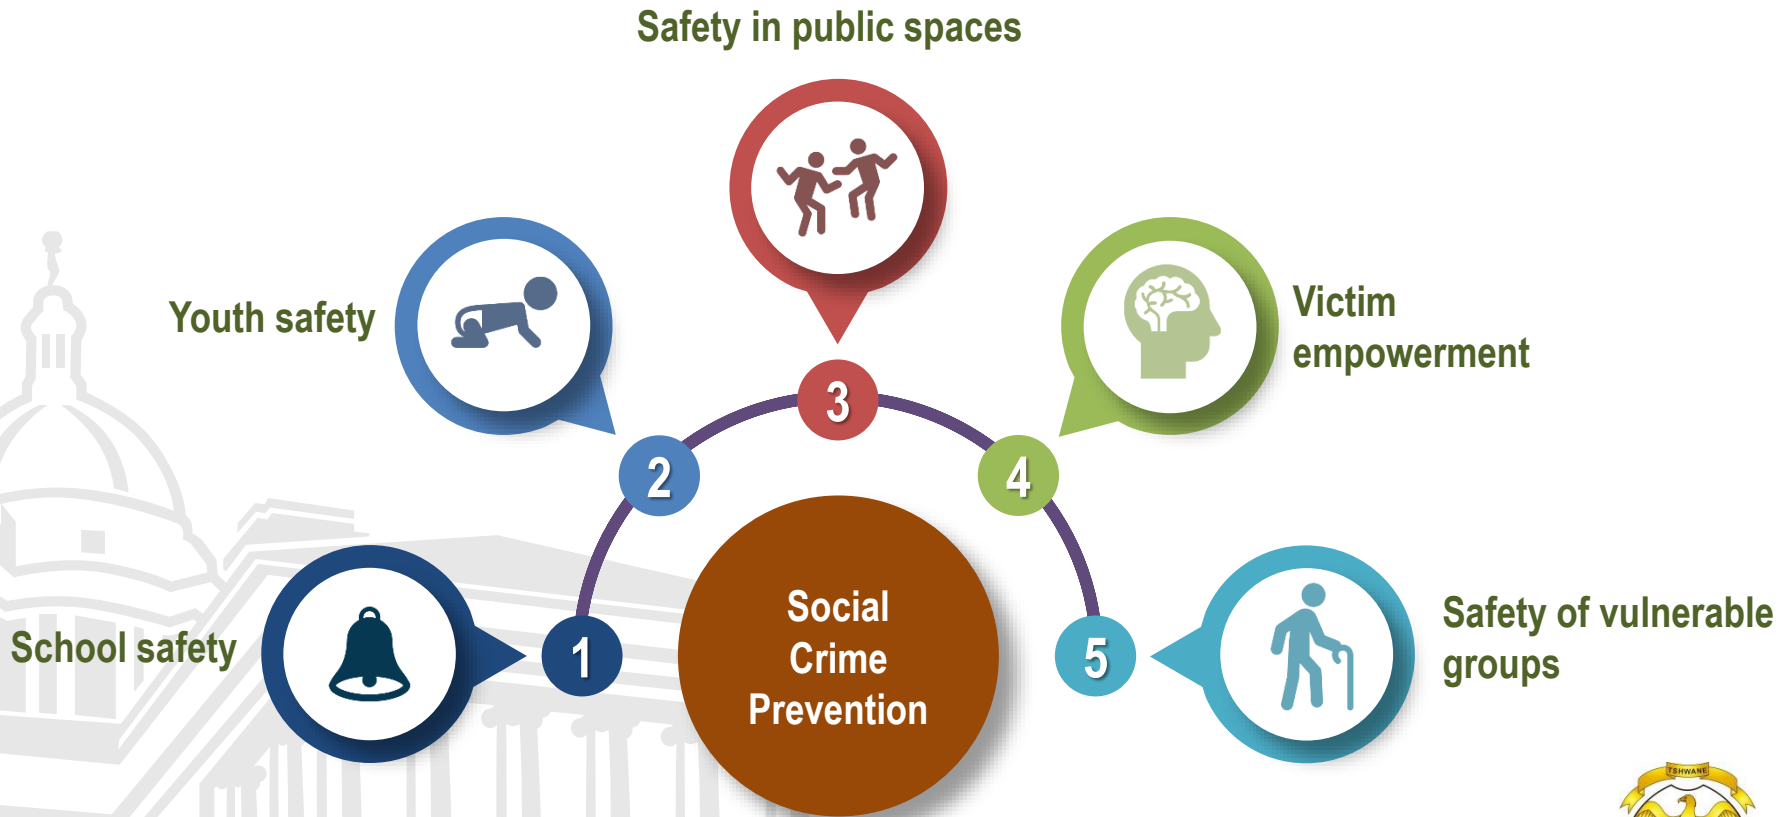 Safety in public spaces
Youth safety
Victim
empowerment
3
2
4
School safety
1
Social
Crime
Prevention
5
Safety of vulnerable
groups
TSHWANE